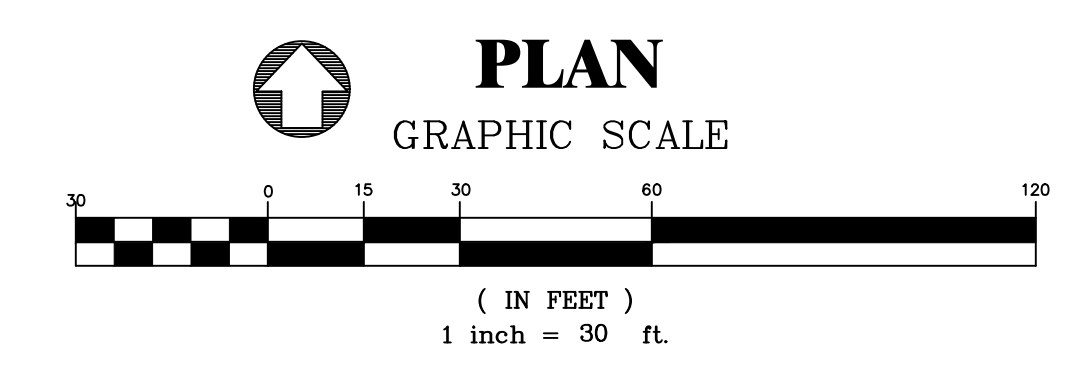 PLAN
GRAPHIC SCALE
30 0 15 30 60 120
( IN FEET )
1 inch = 30 ft.